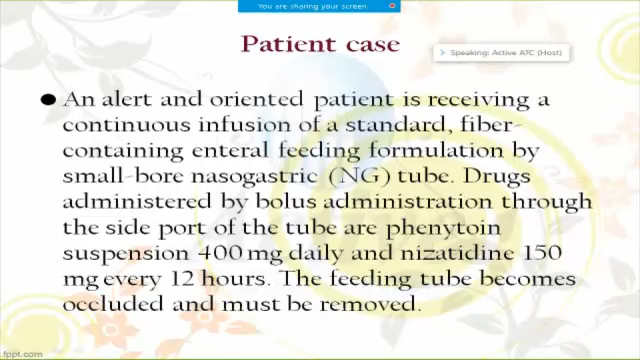 You are sharing your screen.
Patient case
Speaking: Active ATC (Host)
● An alert and oriented patient is receiving a
continuous infusion of a standard, fiber-
containing enteral feeding formulation by
small-bore nasogastric (NG) tube. Drugs
administered by bolus administration through
the side port of the tube are phenytoin
suspension 400 mg daily and nizatidine 150
mg every 12 hours. The feeding tube becomes
occluded and must be removed.
fppt.com